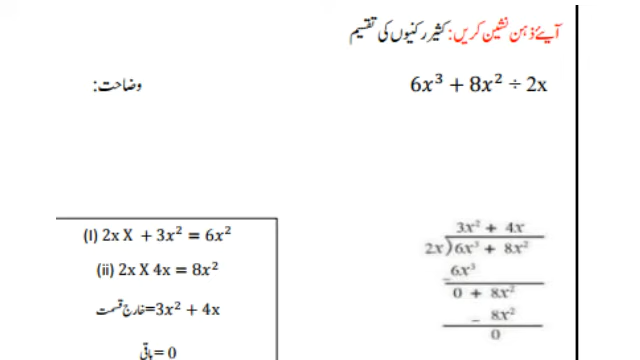 آیئے ذہن نشین کریں: کثیر رکنیوں کی تقسیم
6x³ + 8x² ÷ 2x
وضاحت:
3x² + 4x
2x)6x³ + 8x²
_6x³
0 + 8x²
_ 8x²
0
(I) 2x X + 3x² = 6x²
(ii) 2x X 4x = 8x²
خارج قسمت=3x² + 4x
باقی = 0